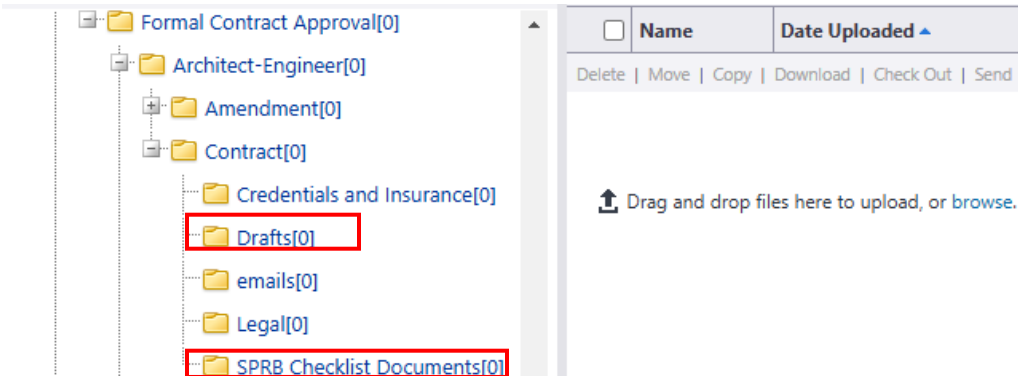 Formal Contract Approval[0]
Architect-Engineer[0]
Amendment[0]
Contract[0]
Credentials and Insurance[0]
Drafts[0]
emails[0]
Legal[0]
SPRB Checklist Documents[0]
Name Date Uploaded
Delete | Move | Copy | Download | Check Out | Send
Drag and drop files here to upload, or browse.